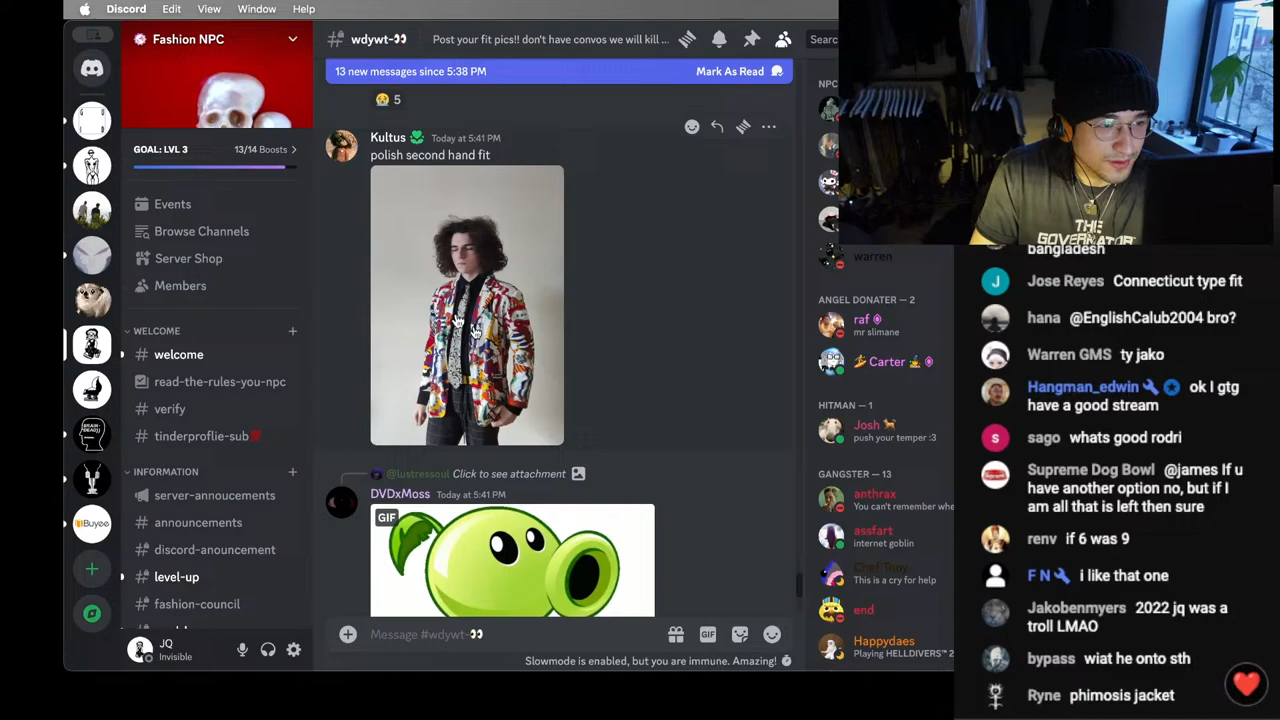 Discord Edit View Window Help
Fashion NPC
GOAL: LVL 3 13/14 Boosts >
Events
Browse Channels
Server Shop
Members
WELCOME
# welcome
read-the-rules-you-npc
# verify
# tinderproflie-sub💯
INFORMATION
server-annoucements
# announcements
# discord-anouncement
# level-up
# fashion-council
JQ
Invisible
Buyee
# wdywt-👀 Post your fit pics!! don't have convos we will kill ...
Searc
13 new messages since 5:38 PM Mark As Read
😭 5
Kultus Today at 5:41 PM
polish second hand fit
@lustressoul Click to see attachment
DVDxMoss Today at 5:41 PM
GIF
Message #wdywt-👀
GIF
Slowmode is enabled, but you are immune. Amazing!
NPC
warren
ANGEL DONATER — 2
raf
mr slimane
Carter
HITMAN — 1
Josh
push your temper :3
GANGSTER — 13
anthrax
You can't remember whe
assfart
internet goblin
Chef Troy
This is a cry for help
end
Happydaes
Playing HELLDIVERS™ 2
THE
GOVERNATOR
bangladesh
Jose Reyes Connecticut type fit
hana @EnglishCalub2004 bro?
Warren GMS ty jako
Hangman_edwin ok I gtg
have a good stream
sago whats good rodri
Supreme Dog Bowl @james If u
have another option no, but if I
am all that is left then sure
renv if 6 was 9
F N i like that one
Jakobenmyers 2022 jq was a
troll LMAO
bypass wiat he onto sth
Ryne phimosis jacket